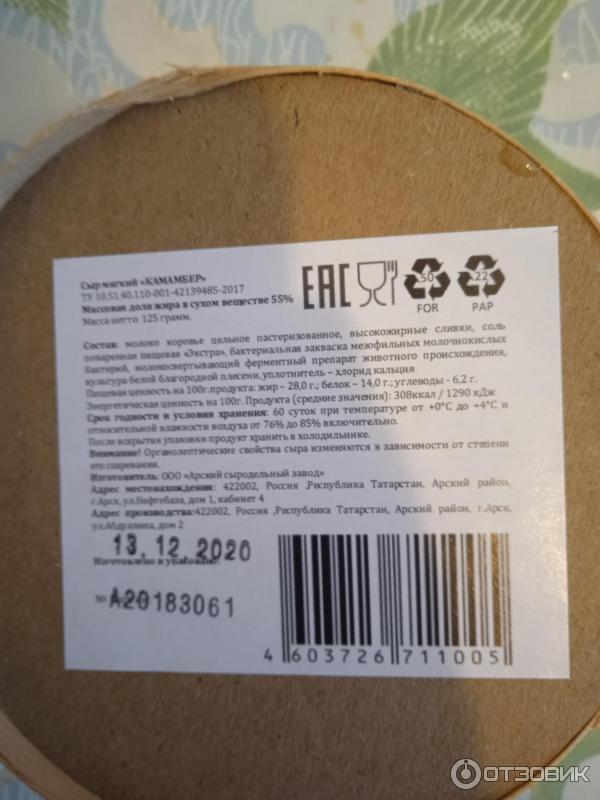 Сыр мягкий «КАМАМБЕР»
ТУ 10.51.40.110-001-42139485-2017
Массовая доля жира в сухом веществе 55%
Масса нетто: 125 грамм.
EAC
50
FOR
22
PAP
Состав: молоко коровье цельное пастеризованное, высокожирные сливки, соль
поваренная пищевая «Экстра», бактериальная закваска мезофильных молочнокислых
бактерий, молокосвертывающий ферментный препарат животного происхождения,
культура белой благородной плесени, уплотнитель – хлорид кальция
Пищевая ценность на 100г.продукта: жир – 28,0 г.; белок – 14,0 г.; углеводы - 6,2 г.
Энергетическая ценность на 100г. Продукта (средние значения): 308ккал / 1290 кДж
Срок годности и условия хранения: 60 суток при температуре от +0°С до +4°С и
относительной влажности воздуха от 76% до 85% включительно.
После вскрытия упаковки продукт хранить в холодильнике.
Внимание! Органолептические свойства сыра изменяются в зависимости от степени
его созревания.
Изготовитель: ООО «Арский сыродельный завод»
Адрес местонахождения: 422002, Россия ,Республика Татарстан, Арский район,
г.Арск, ул.Нефтебаза, дом 1, кабинет 4
Адрес производства:422002, Россия ,Республика Татарстан, Арский район, г.Арск,
ул.Абдуллина, дом 2
13.12.2020
Изготовлено и упаковано:
№ А20183061
4 603726 711005
ОТЗОВИК